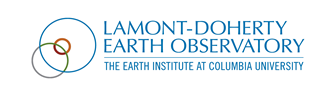 LAMONT-DOHERTY
EARTH OBSERVATORY
THE EARTH INSTITUTE AT COLUMBIA UNIVERSITY